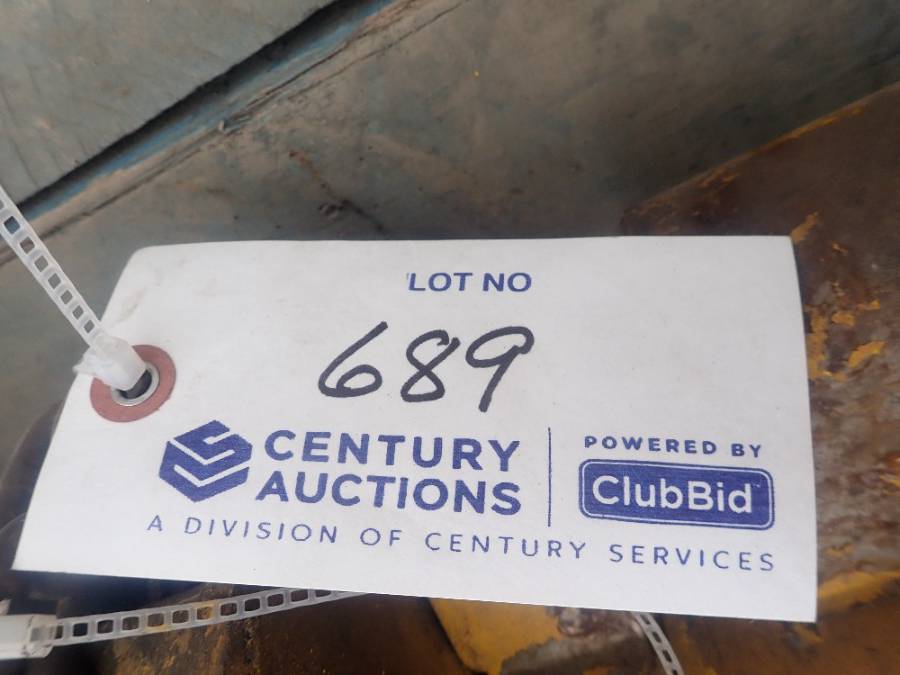 LOT NO
689
CENTURY
AUCTIONS
A DIVISION OF CENTURY SERVICES
POWERED BY
ClubBid